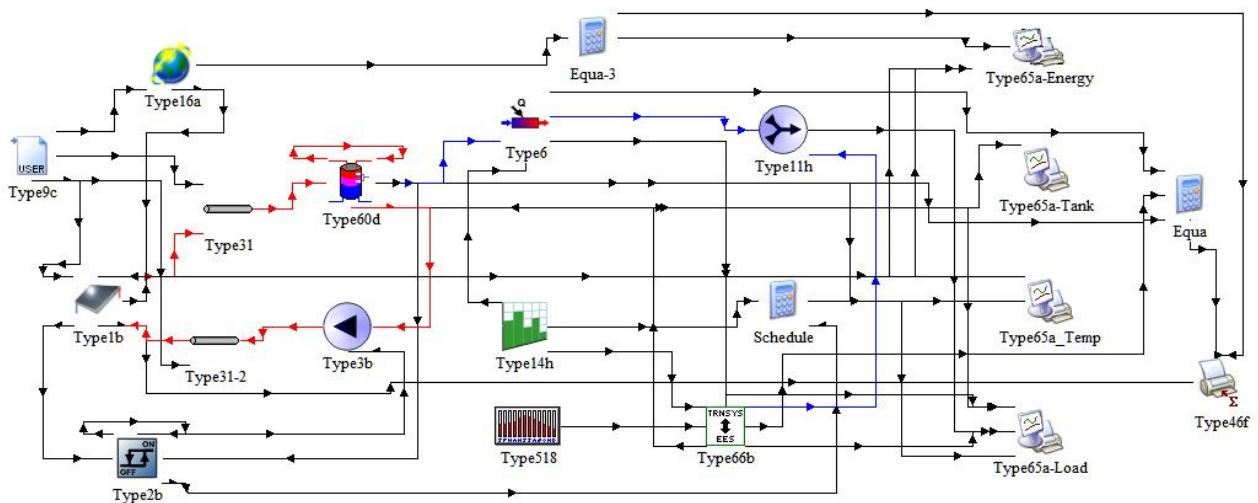 Equa-3
Type65a-Energy
Type16a
USER
Type9c
Q
Type6
Type11h
Type65a-Tank
Equa
Type31
Type60d
Type1b
Type31-2
Type3b
Type14h
Schedule
Type65a_Temp
Type46f
Σ
ON
OFF
Type2b
JFMAMJJASOND
Type518
TRNSYS
EES
Type66b
Type65a-Load